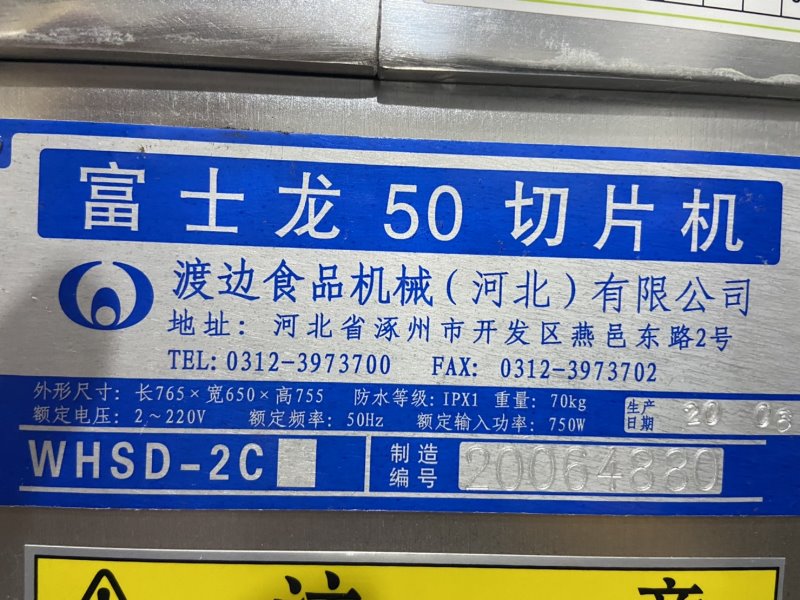 富士龙 50 切片机
渡边食品机械(河北)有限公司
地址: 河北省涿州市开发区燕邑东路2号
TEL: 0312-3973700 FAX: 0312-3973702
外形尺寸: 长765×宽650×高755 防水等级: IPX1 重量: 70kg
额定电压: 2~220V 额定频率: 50Hz 额定输入功率: 750W
生产日期 20 06
WHSD-2C
制造编号 20064880
注 意